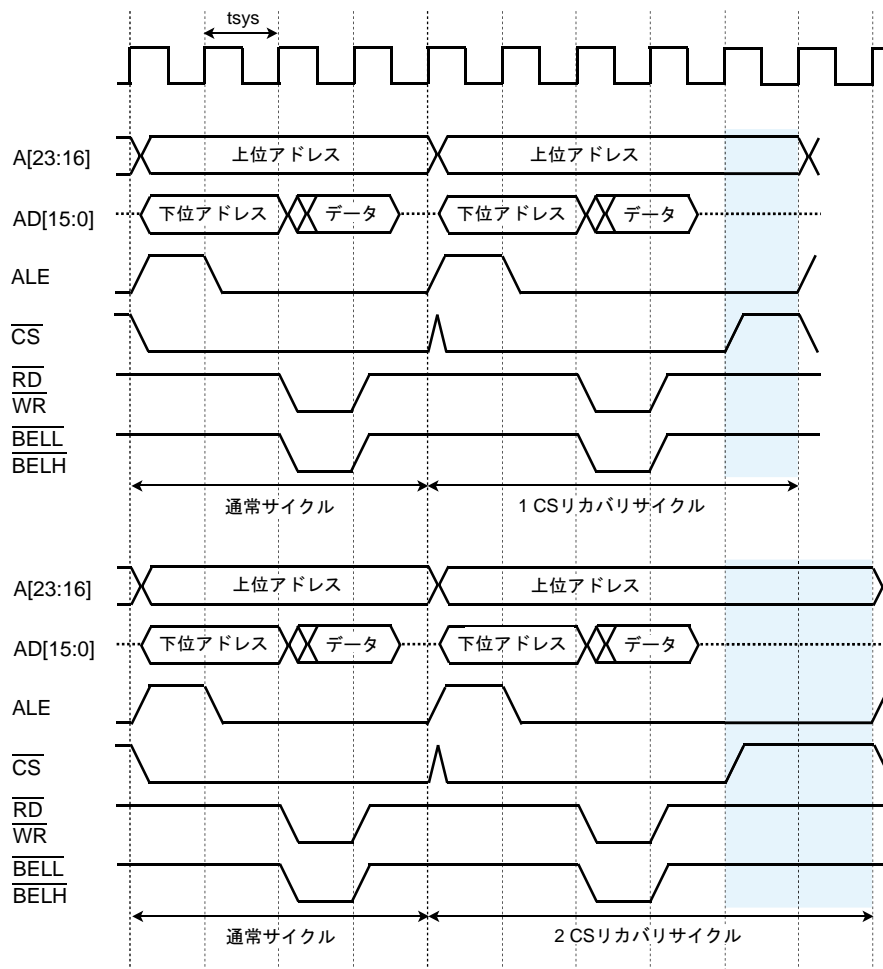 tsys
A[23:16]
上位アドレス 上位アドレス
AD[15:0]
下位アドレス データ 下位アドレス データ
ALE
CS
RD
WR
BELL
BELH
通常サイクル 1 CSリカバリサイクル
A[23:16]
上位アドレス 上位アドレス
AD[15:0]
下位アドレス データ 下位アドレス データ
ALE
CS
RD
WR
BELL
BELH
通常サイクル 2 CSリカバリサイクル